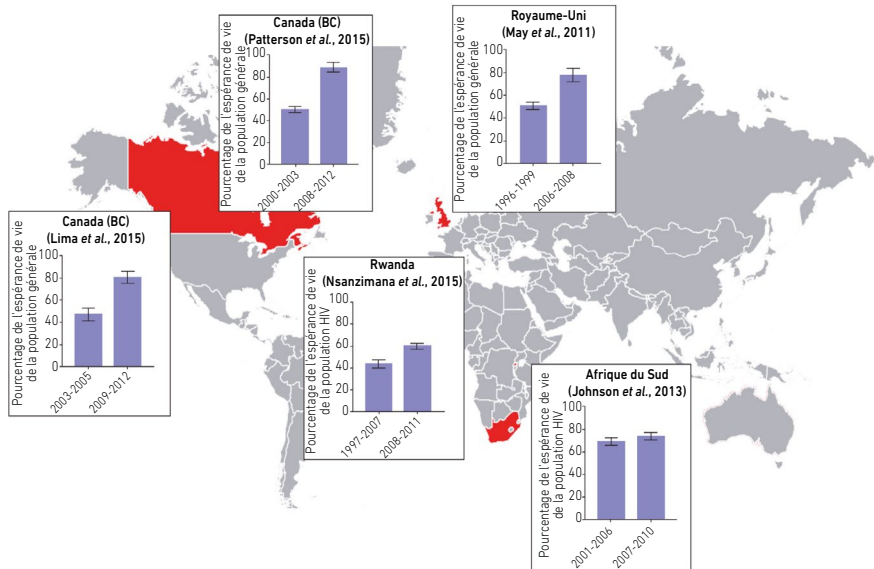 Canada (BC)
(Patterson et al., 2015)
Pourcentage de l'espérance de vie
de la population générale
100
80
60
40
20
0
2000-2003
2008-2012
Royaume-Uni
(May et al., 2011)
Pourcentage de l'espérance de vie
de la population générale
100
80
60
40
20
0
1996-1999
2006-2008
Canada (BC)
(Lima et al., 2015)
Pourcentage de l'espérance de vie
de la population générale
100
80
60
40
20
0
2003-2005
2009-2012
Rwanda
(Nsanzimana et al., 2015)
Pourcentage de l'espérance de vie
de la population HIV
100
80
60
40
20
0
1997-2007
2008-2011
Afrique du Sud
(Johnson et al., 2013)
Pourcentage de l'espérance de vie
de la population HIV
100
80
60
40
20
0
2001-2006
2007-2010